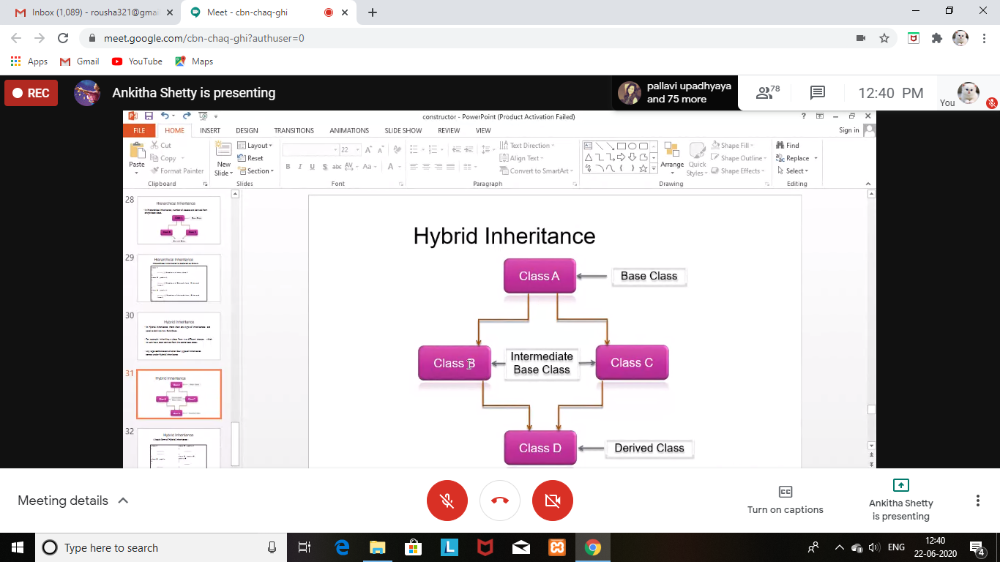 Inbox (1,089) - rousha321@gmai
Meet - cbn-chaq-ghi
meet.google.com/cbn-chaq-ghi?authuser=0
Apps
Gmail
YouTube
Maps
REC
Ankitha Shetty is presenting
pallavi upadhyaya
and 75 more
78
12:40 PM
You
constructor - PowerPoint (Product Activation Failed)
FILE
HOME
INSERT
DESIGN
TRANSITIONS
ANIMATIONS
SLIDE SHOW
REVIEW
VIEW
Sign in
Paste
Cut
Copy
Format Painter
Clipboard
New
Slide
Layout
Reset
Section
Slides
22
Font
Text Direction
Align Text
Convert to SmartArt
Paragraph
Arrange
Quick
Styles
Shape Fill
Shape Outline
Shape Effects
Drawing
Find
Replace
Select
Editing
28
Hierarchical Inheritance
29
Hierarchical Inheritance
30
Hybrid Inheritance
31
Hybrid Inheritance
32
Hybrid Inheritance
Hybrid Inheritance
Class A
Base Class
Class B
Intermediate
Base Class
Class C
Class D
Derived Class
Meeting details
CC
Turn on captions
Ankitha Shetty
is presenting
Type here to search
ENG
12:40
22-06-2020
4